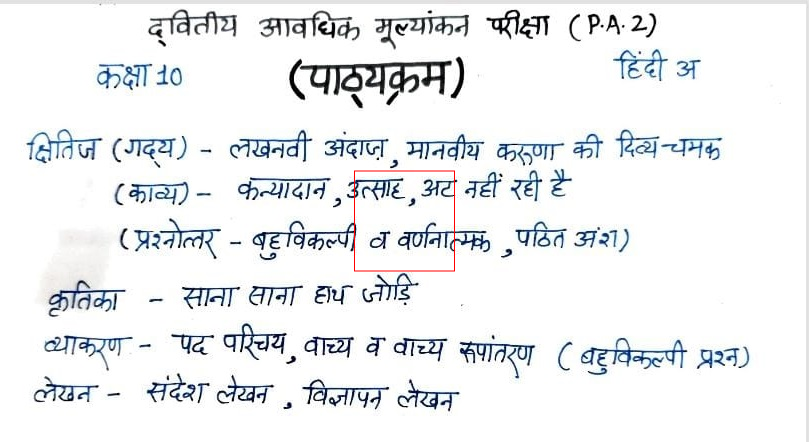 द्वितीय आवधिक मूल्यांकन परीक्षा (P.A.2)
कक्षा 10 (पाठ्यक्रम) हिंदी अ
क्षितिज (गद्य) - लखनवी अंदाज़, मानवीय करुणा की दिव्य चमक
(काव्य) - कन्यादान, उत्साह, अट नहीं रही है
(प्रश्नोत्तर - बहुविकल्पी व वर्णनात्मक, पठित अंश)
कृतिका - साना साना हाथ जोड़ि
व्याकरण - पद परिचय, वाच्य व वाच्य रूपांतरण (बहुविकल्पी प्रश्न)
लेखन - संदेश लेखन, विज्ञापन लेखन